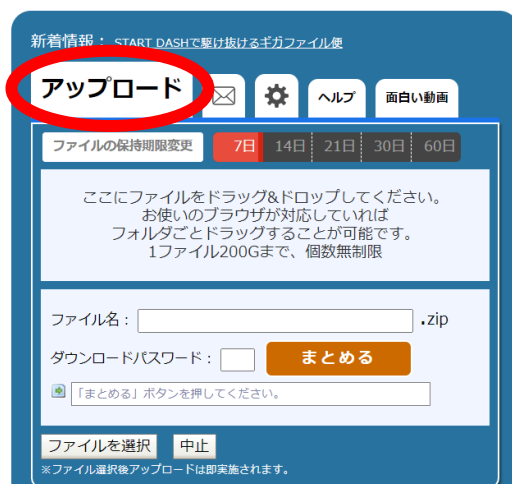 新着情報： START DASHで駆け抜けるギガファイル便
アップロード ヘルプ 面白い動画
ファイルの保持期限変更 7日 14日 21日 30日 60日
ここにファイルをドラッグ&ドロップしてください。
お使いのブラウザが対応していれば
フォルダごとドラッグすることが可能です。
1ファイル200Gまで、個数無制限
ファイル名： .zip
ダウンロードパスワード： まとめる
「まとめる」ボタンを押してください。
ファイルを選択 中止
※ファイル選択後アップロードは即実施されます。